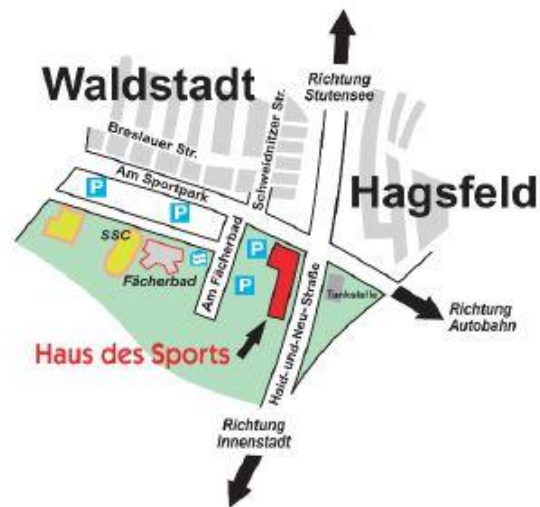 Richtung
Stutensee
Waldstadt
Breslauer Str.
Schweidnitzer Str.
Am Sportpark
Hagsfeld
P
P
SSC
Fächerbad
Am Fächerbad
P
P
Haid-und-Neu-Straße
Tankstelle
Richtung
Autobahn
Haus des Sports
Richtung
Innenstadt